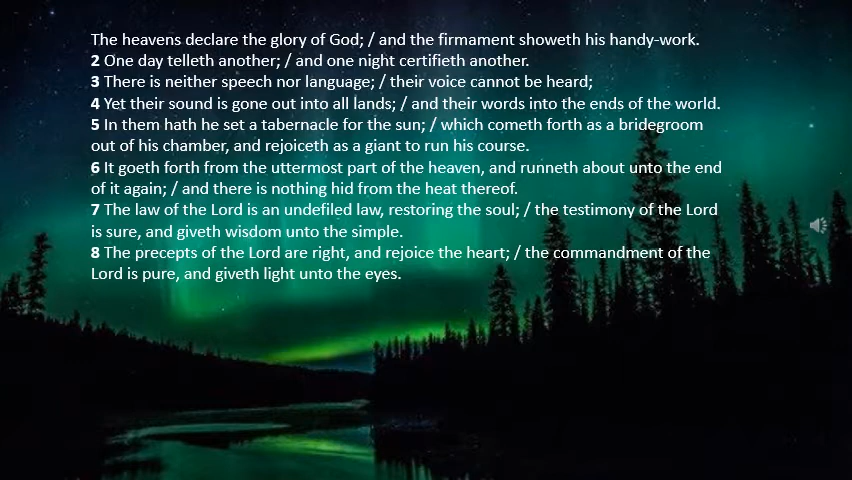 The heavens declare the glory of God; / and the firmament showeth his handy-work.
2 One day telleth another; / and one night certifieth another.
3 There is neither speech nor language; / their voice cannot be heard;
4 Yet their sound is gone out into all lands; / and their words into the ends of the world.
5 In them hath he set a tabernacle for the sun; / which cometh forth as a bridegroom
out of his chamber, and rejoiceth as a giant to run his course.
6 It goeth forth from the uttermost part of the heaven, and runneth about unto the end
of it again; / and there is nothing hid from the heat thereof.
7 The law of the Lord is an undefiled law, restoring the soul; / the testimony of the Lord
is sure, and giveth wisdom unto the simple.
8 The precepts of the Lord are right, and rejoice the heart; / the commandment of the
Lord is pure, and giveth light unto the eyes.